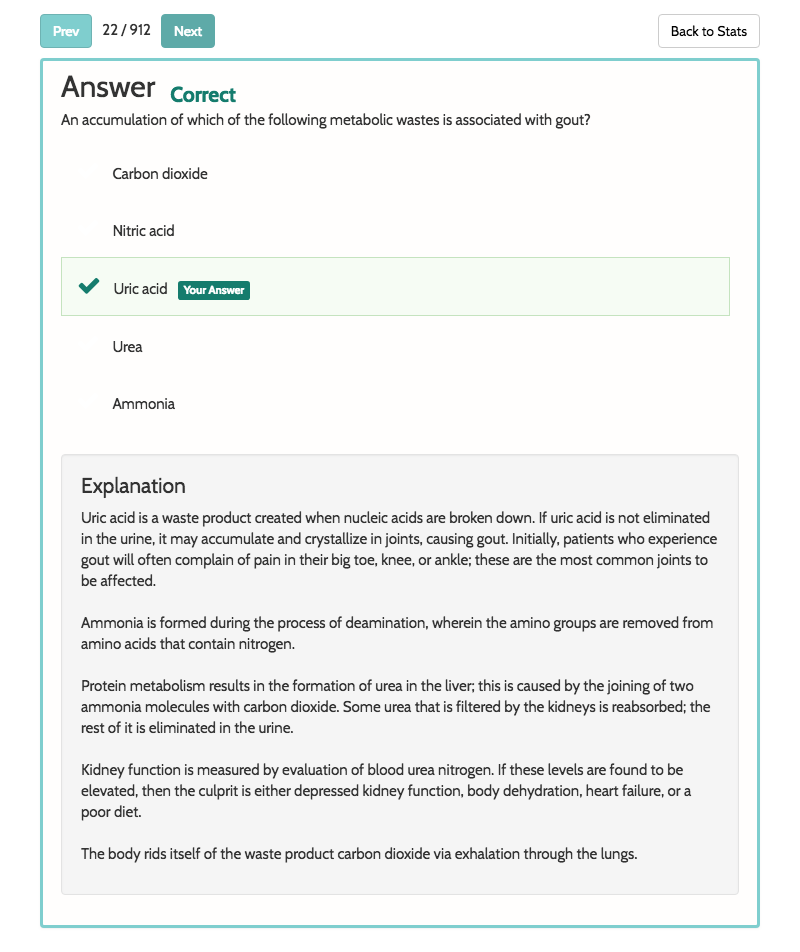 Prev 22 / 912 Next Back to Stats
Answer Correct
An accumulation of which of the following metabolic wastes is associated with gout?
Carbon dioxide
Nitric acid
Uric acid Your Answer
Urea
Ammonia
Explanation
Uric acid is a waste product created when nucleic acids are broken down. If uric acid is not eliminated
in the urine, it may accumulate and crystallize in joints, causing gout. Initially, patients who experience
gout will often complain of pain in their big toe, knee, or ankle; these are the most common joints to
be affected.
Ammonia is formed during the process of deamination, wherein the amino groups are removed from
amino acids that contain nitrogen.
Protein metabolism results in the formation of urea in the liver; this is caused by the joining of two
ammonia molecules with carbon dioxide. Some urea that is filtered by the kidneys is reabsorbed; the
rest of it is eliminated in the urine.
Kidney function is measured by evaluation of blood urea nitrogen. If these levels are found to be
elevated, then the culprit is either depressed kidney function, body dehydration, heart failure, or a
poor diet.
The body rids itself of the waste product carbon dioxide via exhalation through the lungs.